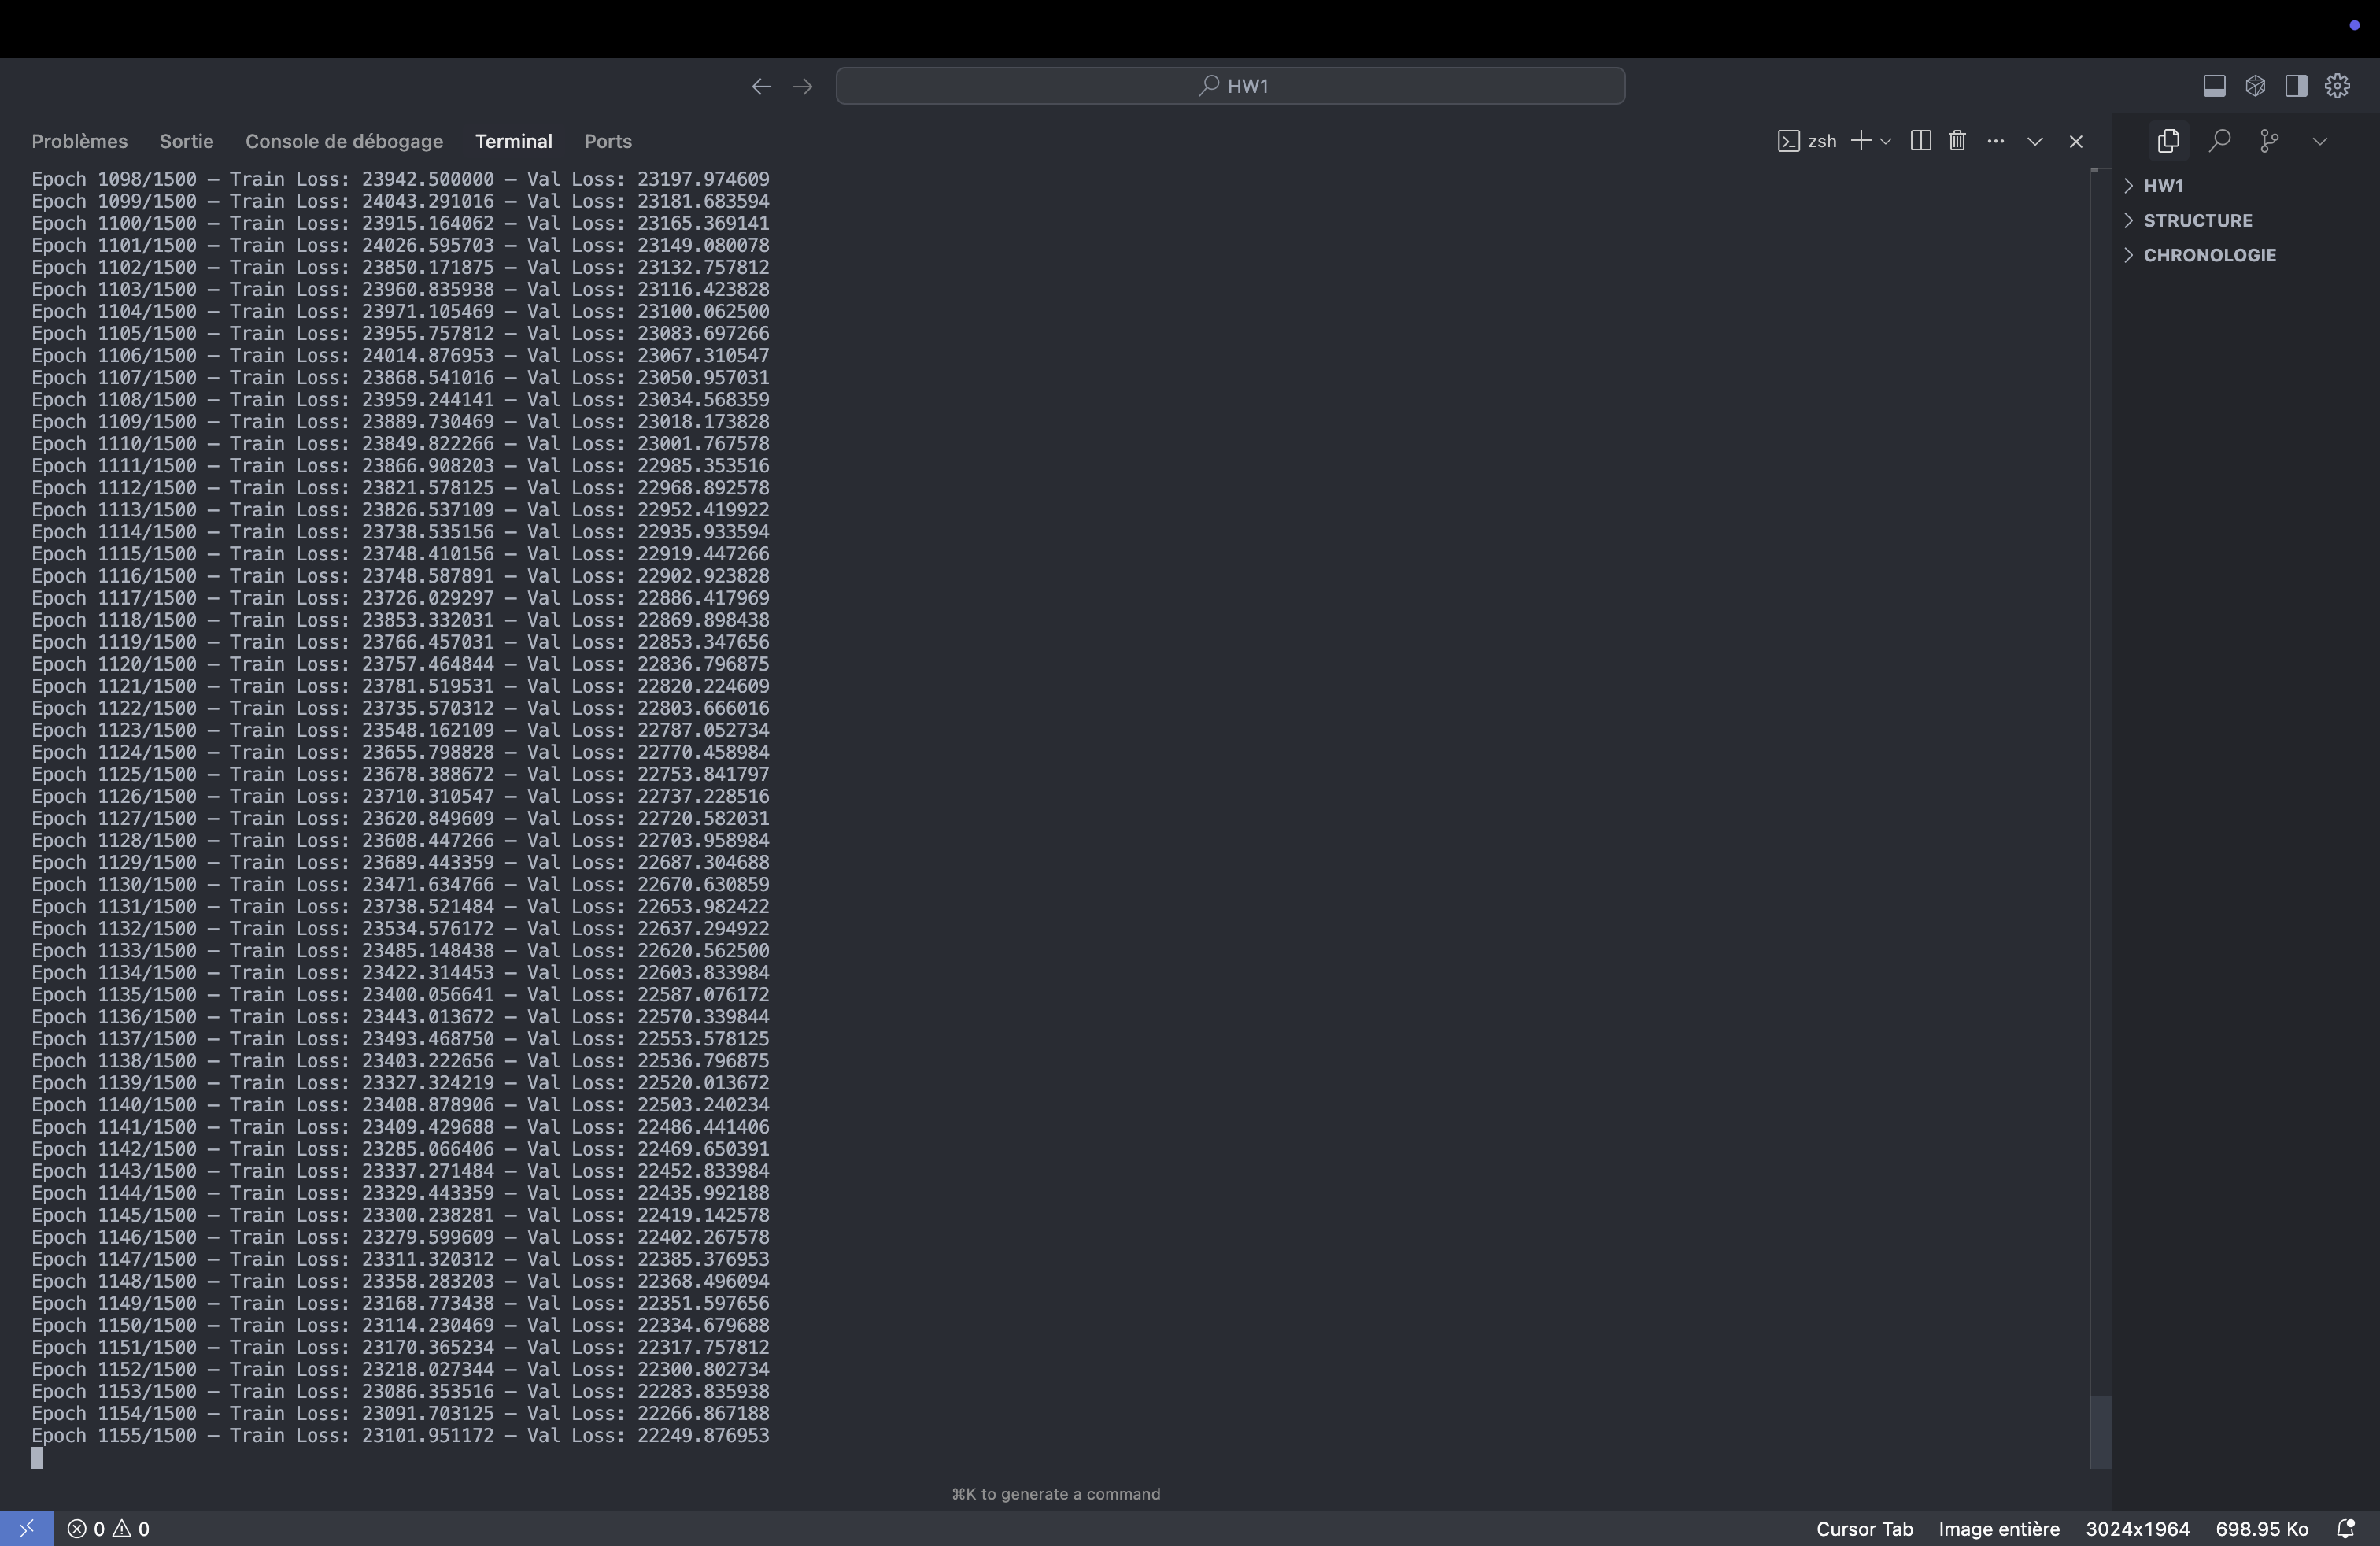 HW1
Problèmes Sortie Console de débogage Terminal Ports zsh
Epoch 1098/1500 – Train Loss: 23942.500000 – Val Loss: 23197.974609
Epoch 1099/1500 – Train Loss: 24043.291016 – Val Loss: 23181.683594
Epoch 1100/1500 – Train Loss: 23915.164062 – Val Loss: 23165.369141
Epoch 1101/1500 – Train Loss: 24026.595703 – Val Loss: 23149.080078
Epoch 1102/1500 – Train Loss: 23850.171875 – Val Loss: 23132.757812
Epoch 1103/1500 – Train Loss: 23960.835938 – Val Loss: 23116.423828
Epoch 1104/1500 – Train Loss: 23971.105469 – Val Loss: 23100.062500
Epoch 1105/1500 – Train Loss: 23955.757812 – Val Loss: 23083.697266
Epoch 1106/1500 – Train Loss: 24014.876953 – Val Loss: 23067.310547
Epoch 1107/1500 – Train Loss: 23868.541016 – Val Loss: 23050.957031
Epoch 1108/1500 – Train Loss: 23959.244141 – Val Loss: 23034.568359
Epoch 1109/1500 – Train Loss: 23889.730469 – Val Loss: 23018.173828
Epoch 1110/1500 – Train Loss: 23849.822266 – Val Loss: 23001.767578
Epoch 1111/1500 – Train Loss: 23866.908203 – Val Loss: 22985.353516
Epoch 1112/1500 – Train Loss: 23821.578125 – Val Loss: 22968.892578
Epoch 1113/1500 – Train Loss: 23826.537109 – Val Loss: 22952.419922
Epoch 1114/1500 – Train Loss: 23738.535156 – Val Loss: 22935.933594
Epoch 1115/1500 – Train Loss: 23748.410156 – Val Loss: 22919.447266
Epoch 1116/1500 – Train Loss: 23748.587891 – Val Loss: 22902.923828
Epoch 1117/1500 – Train Loss: 23726.029297 – Val Loss: 22886.417969
Epoch 1118/1500 – Train Loss: 23853.332031 – Val Loss: 22869.898438
Epoch 1119/1500 – Train Loss: 23766.457031 – Val Loss: 22853.347656
Epoch 1120/1500 – Train Loss: 23757.464844 – Val Loss: 22836.796875
Epoch 1121/1500 – Train Loss: 23781.519531 – Val Loss: 22820.224609
Epoch 1122/1500 – Train Loss: 23735.570312 – Val Loss: 22803.666016
Epoch 1123/1500 – Train Loss: 23548.162109 – Val Loss: 22787.052734
Epoch 1124/1500 – Train Loss: 23655.798828 – Val Loss: 22770.458984
Epoch 1125/1500 – Train Loss: 23678.388672 – Val Loss: 22753.841797
Epoch 1126/1500 – Train Loss: 23710.310547 – Val Loss: 22737.228516
Epoch 1127/1500 – Train Loss: 23620.849609 – Val Loss: 22720.582031
Epoch 1128/1500 – Train Loss: 23608.447266 – Val Loss: 22703.958984
Epoch 1129/1500 – Train Loss: 23689.443359 – Val Loss: 22687.304688
Epoch 1130/1500 – Train Loss: 23471.634766 – Val Loss: 22670.630859
Epoch 1131/1500 – Train Loss: 23738.521484 – Val Loss: 22653.982422
Epoch 1132/1500 – Train Loss: 23534.576172 – Val Loss: 22637.294922
Epoch 1133/1500 – Train Loss: 23485.148438 – Val Loss: 22620.562500
Epoch 1134/1500 – Train Loss: 23422.314453 – Val Loss: 22603.833984
Epoch 1135/1500 – Train Loss: 23400.056641 – Val Loss: 22587.076172
Epoch 1136/1500 – Train Loss: 23443.013672 – Val Loss: 22570.339844
Epoch 1137/1500 – Train Loss: 23493.468750 – Val Loss: 22553.578125
Epoch 1138/1500 – Train Loss: 23403.222656 – Val Loss: 22536.796875
Epoch 1139/1500 – Train Loss: 23327.324219 – Val Loss: 22520.013672
Epoch 1140/1500 – Train Loss: 23408.878906 – Val Loss: 22503.240234
Epoch 1141/1500 – Train Loss: 23409.429688 – Val Loss: 22486.441406
Epoch 1142/1500 – Train Loss: 23285.066406 – Val Loss: 22469.650391
Epoch 1143/1500 – Train Loss: 23337.271484 – Val Loss: 22452.833984
Epoch 1144/1500 – Train Loss: 23329.443359 – Val Loss: 22435.992188
Epoch 1145/1500 – Train Loss: 23300.238281 – Val Loss: 22419.142578
Epoch 1146/1500 – Train Loss: 23279.599609 – Val Loss: 22402.267578
Epoch 1147/1500 – Train Loss: 23311.320312 – Val Loss: 22385.376953
Epoch 1148/1500 – Train Loss: 23358.283203 – Val Loss: 22368.496094
Epoch 1149/1500 – Train Loss: 23168.773438 – Val Loss: 22351.597656
Epoch 1150/1500 – Train Loss: 23114.230469 – Val Loss: 22334.679688
Epoch 1151/1500 – Train Loss: 23170.365234 – Val Loss: 22317.757812
Epoch 1152/1500 – Train Loss: 23218.027344 – Val Loss: 22300.802734
Epoch 1153/1500 – Train Loss: 23086.353516 – Val Loss: 22283.835938
Epoch 1154/1500 – Train Loss: 23091.703125 – Val Loss: 22266.867188
Epoch 1155/1500 – Train Loss: 23101.951172 – Val Loss: 22249.876953
⌘K to generate a command
HW1
STRUCTURE
CHRONOLOGIE
0 0 Cursor Tab Image entière 3024x1964 698.95 Ko